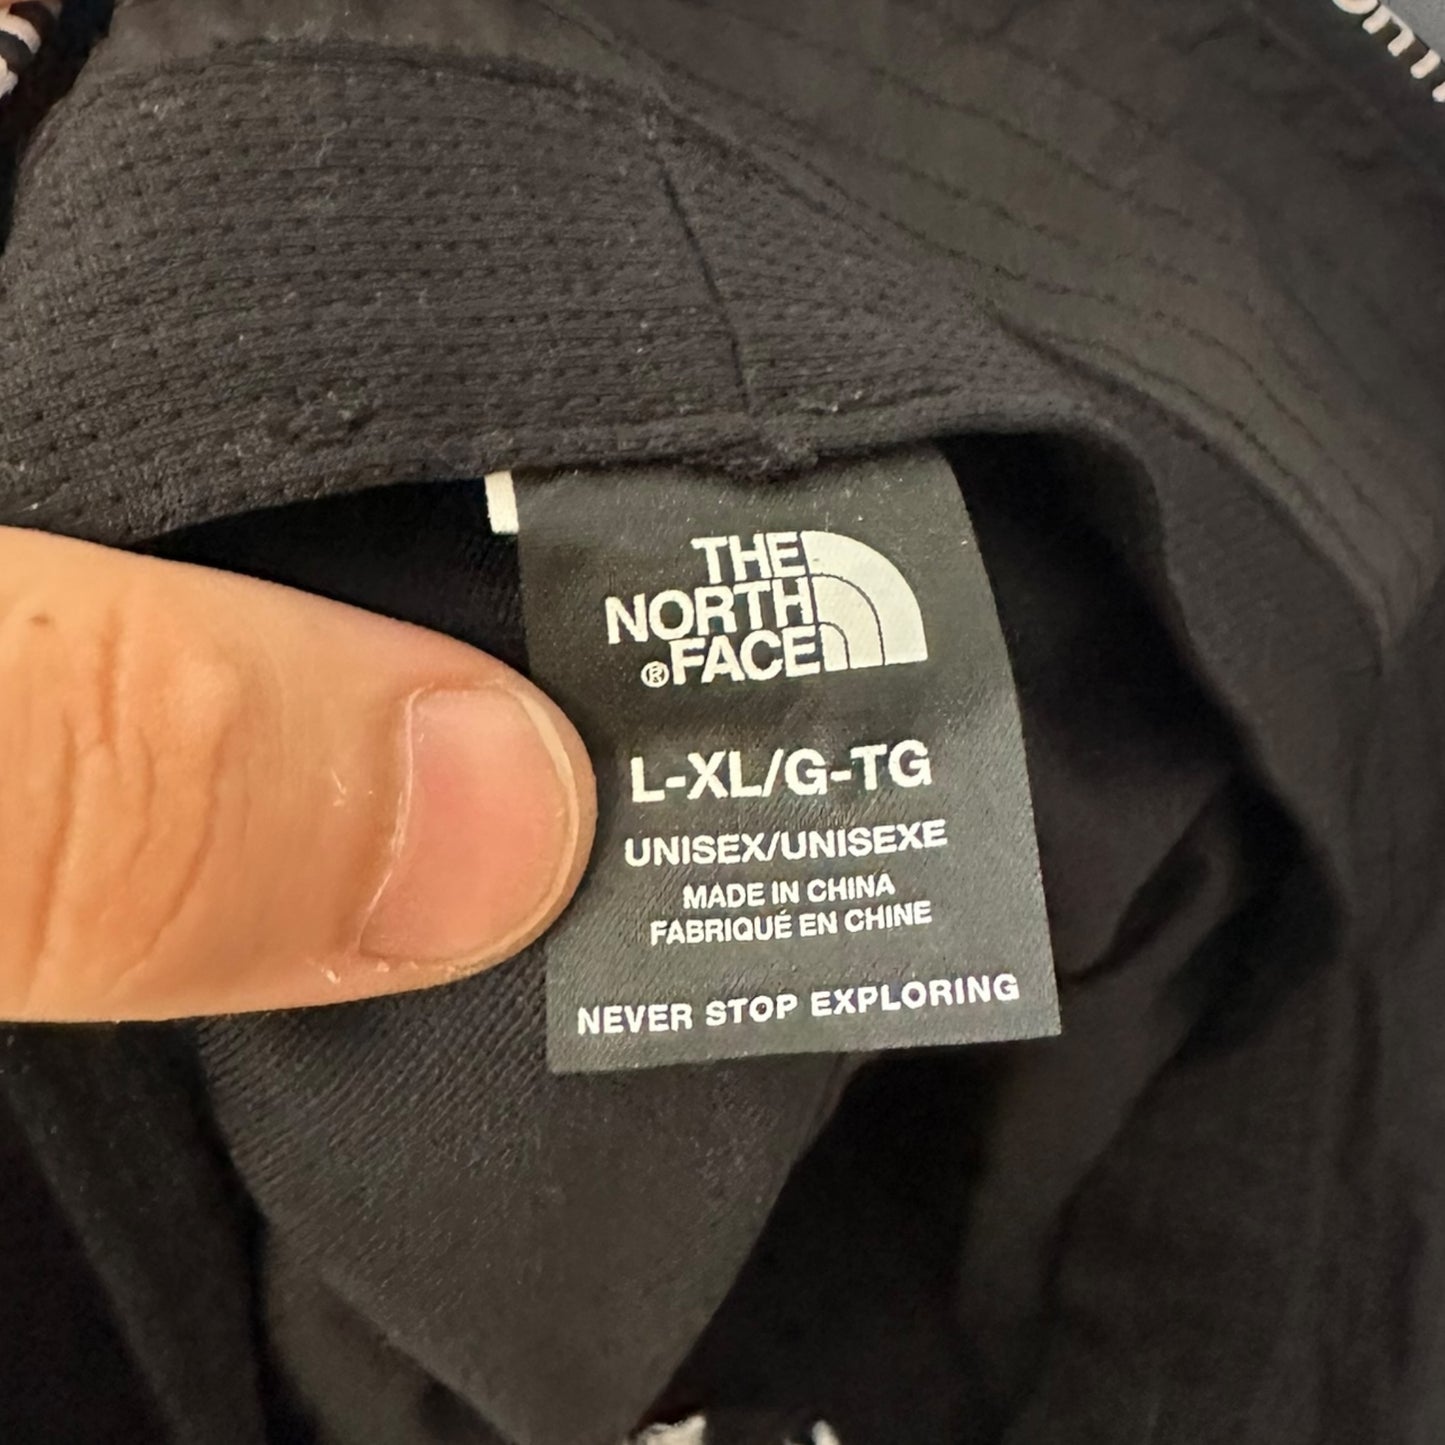 THE
NORTH
®FACE
L-XL/G-TG
UNISEX/UNISEXE
MADE IN CHINA
FABRIQUÉ EN CHINE
NEVER STOP EXPLORING